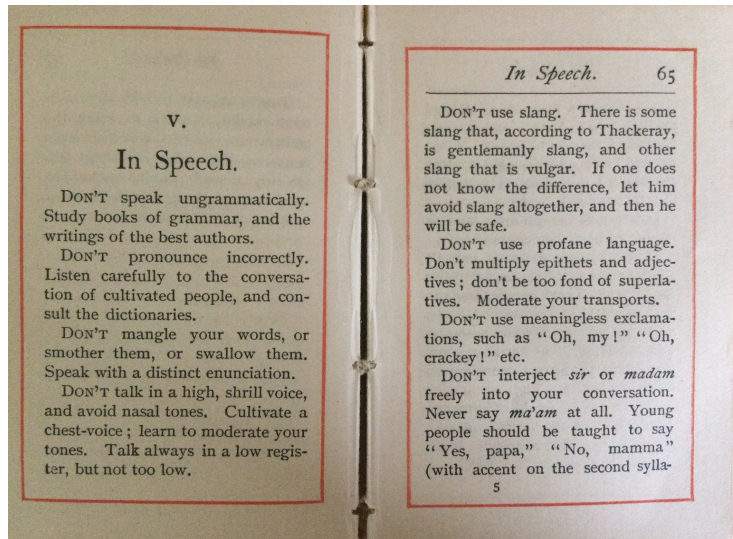 V.
In Speech.
DON'T speak ungrammatically.
Study books of grammar, and the
writings of the best authors.
DON'T pronounce incorrectly.
Listen carefully to the conversa-
tion of cultivated people, and con-
sult the dictionaries.
DON'T mangle your words, or
smother them, or swallow them.
Speak with a distinct enunciation.
DON'T talk in a high, shrill voice,
and avoid nasal tones. Cultivate a
chest-voice; learn to moderate your
tones. Talk always in a low regis-
ter, but not too low.
In Speech. 65
DON'T use slang. There is some
slang that, according to Thackeray,
is gentlemanly slang, and other
slang that is vulgar. If one does
not know the difference, let him
avoid slang altogether, and then he
will be safe.
DON'T use profane language.
Don't multiply epithets and adjec-
tives; don't be too fond of superla-
tives. Moderate your transports.
DON'T use meaningless exclama-
tions, such as "Oh, my!" "Oh,
crackey!" etc.
DON'T interject sir or madam
freely into your conversation.
Never say ma'am at all. Young
people should be taught to say
"Yes, papa," "No, mamma"
(with accent on the second sylla-
5